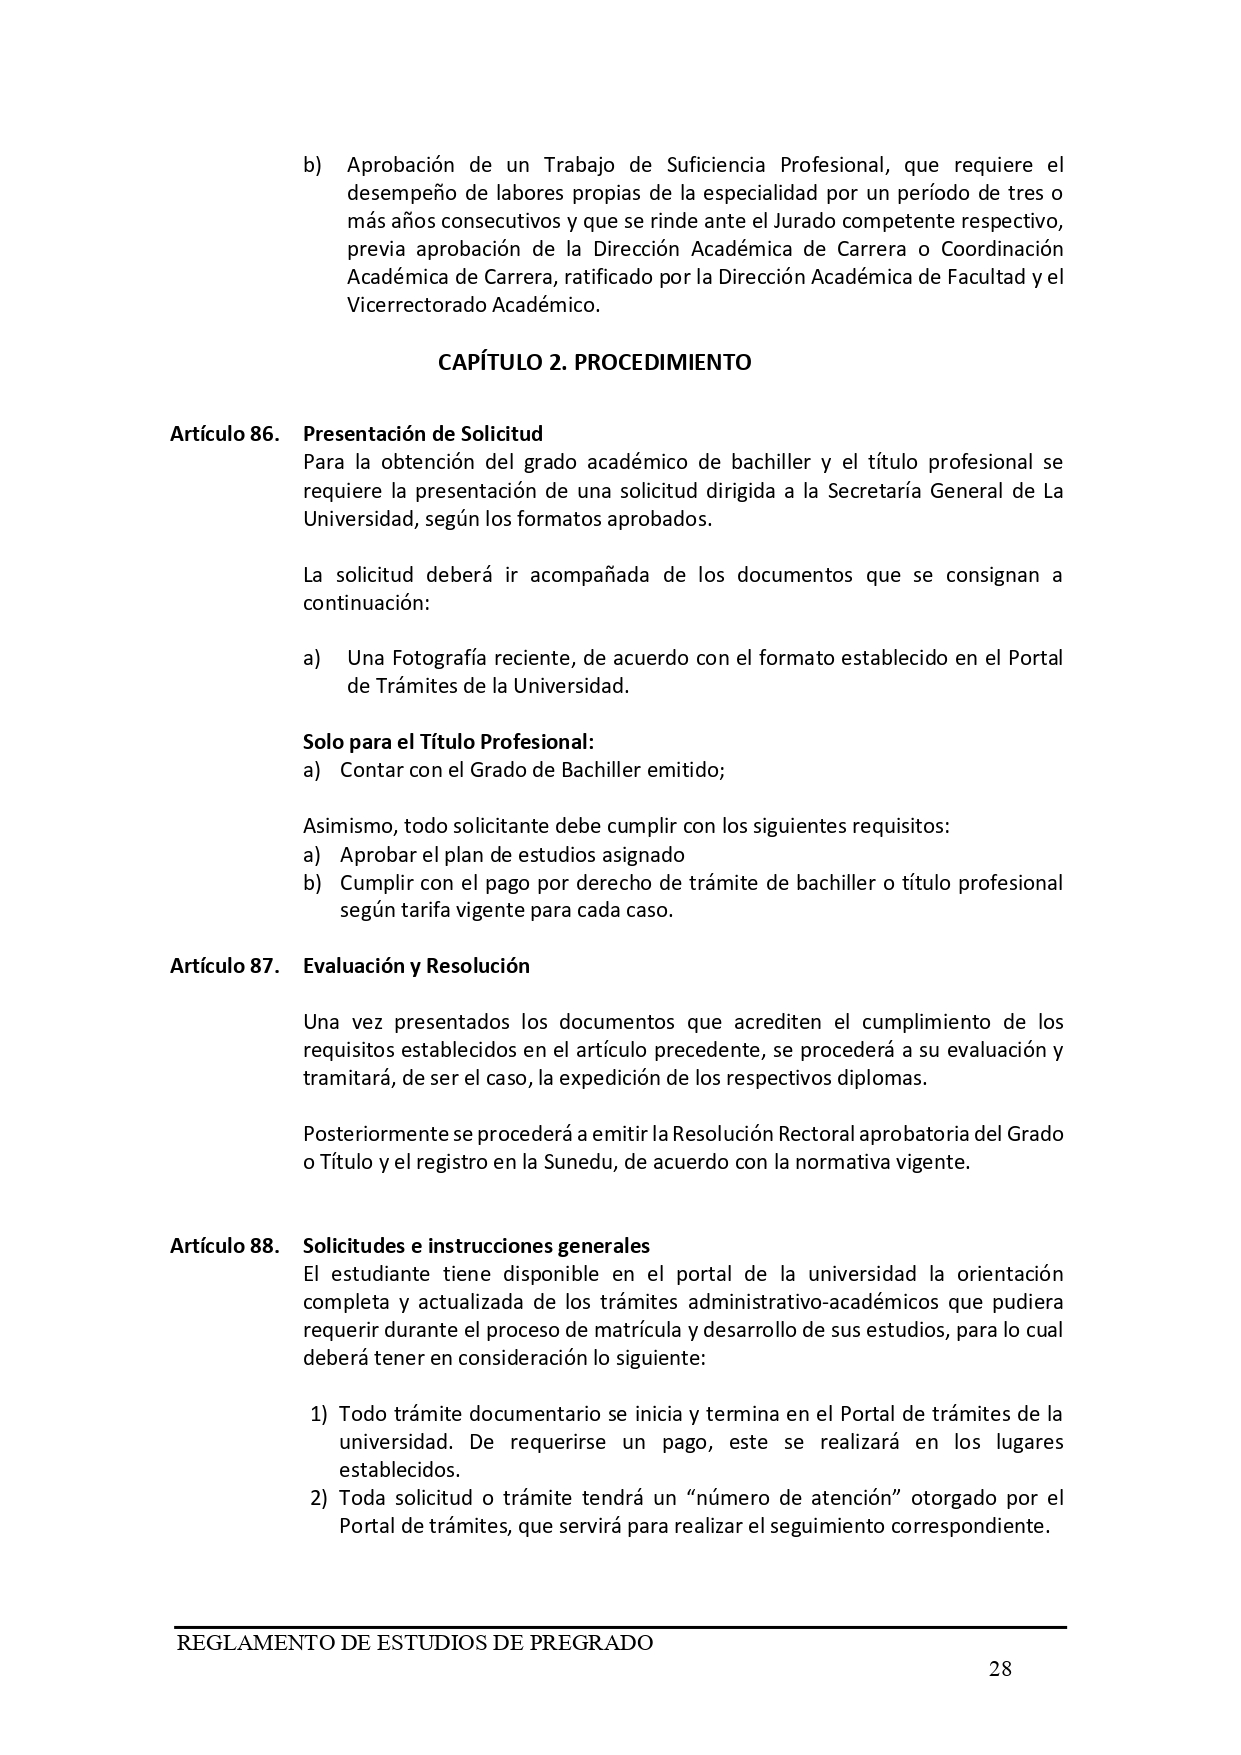 b) Aprobación de un Trabajo de Suficiencia Profesional, que requiere el
desempeño de labores propias de la especialidad por un período de tres o
más años consecutivos y que se rinde ante el Jurado competente respectivo,
previa aprobación de la Dirección Académica de Carrera o Coordinación
Académica de Carrera, ratificado por la Dirección Académica de Facultad y el
Vicerrectorado Académico.
CAPÍTULO 2. PROCEDIMIENTO
Artículo 86. Presentación de Solicitud
Para la obtención del grado académico de bachiller y el título profesional se
requiere la presentación de una solicitud dirigida a la Secretaría General de La
Universidad, según los formatos aprobados.
La solicitud deberá ir acompañada de los documentos que se consignan a
continuación:
a) Una Fotografía reciente, de acuerdo con el formato establecido en el Portal
de Trámites de la Universidad.
Solo para el Título Profesional:
a) Contar con el Grado de Bachiller emitido;
Asimismo, todo solicitante debe cumplir con los siguientes requisitos:
a) Aprobar el plan de estudios asignado
b) Cumplir con el pago por derecho de trámite de bachiller o título profesional
según tarifa vigente para cada caso.
Artículo 87. Evaluación y Resolución
Una vez presentados los documentos que acrediten el cumplimiento de los
requisitos establecidos en el artículo precedente, se procederá a su evaluación y
tramitará, de ser el caso, la expedición de los respectivos diplomas.
Posteriormente se procederá a emitir la Resolución Rectoral aprobatoria del Grado
o Título y el registro en la Sunedu, de acuerdo con la normativa vigente.
Artículo 88. Solicitudes e instrucciones generales
El estudiante tiene disponible en el portal de la universidad la orientación
completa y actualizada de los trámites administrativo-académicos que pudiera
requerir durante el proceso de matrícula y desarrollo de sus estudios, para lo cual
deberá tener en consideración lo siguiente:
1) Todo trámite documentario se inicia y termina en el Portal de trámites de la
universidad. De requerirse un pago, este se realizará en los lugares
establecidos.
2) Toda solicitud o trámite tendrá un “número de atención” otorgado por el
Portal de trámites, que servirá para realizar el seguimiento correspondiente.
REGLAMENTO DE ESTUDIOS DE PREGRADO
28